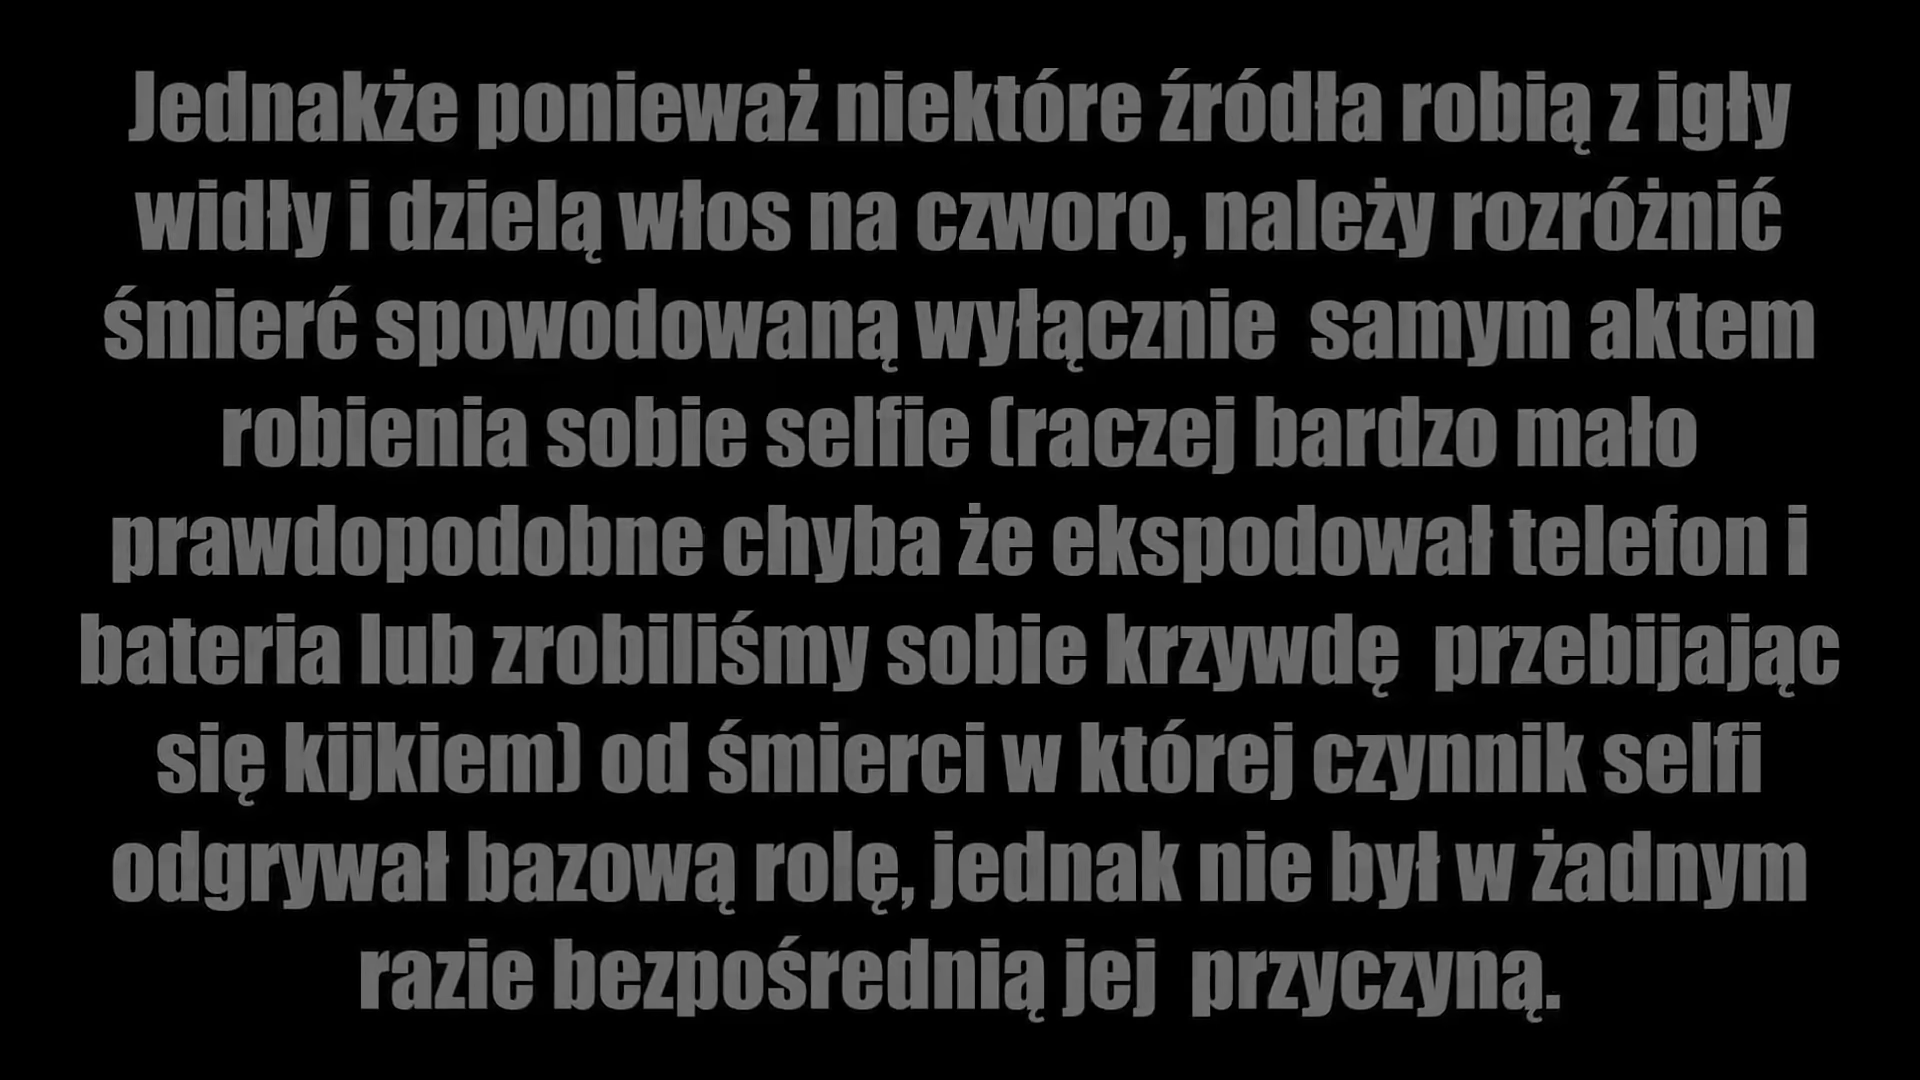 Jednakże ponieważ niektóre źródła robią z igły
widły i dzielą włos na czworo, należy rozróżnić
śmierć spowodowaną wyłącznie  samym aktem
robienia sobie selfie (raczej bardzo mało
prawdopodobne chyba że ekspodował telefon i
bateria lub zrobiliśmy sobie krzywdę  przebijając
się kijkiem) od śmierci w której czynnik selfi
odgrywał bazową rolę, jednak nie był w żadnym
razie bezpośrednią jej  przyczyną.